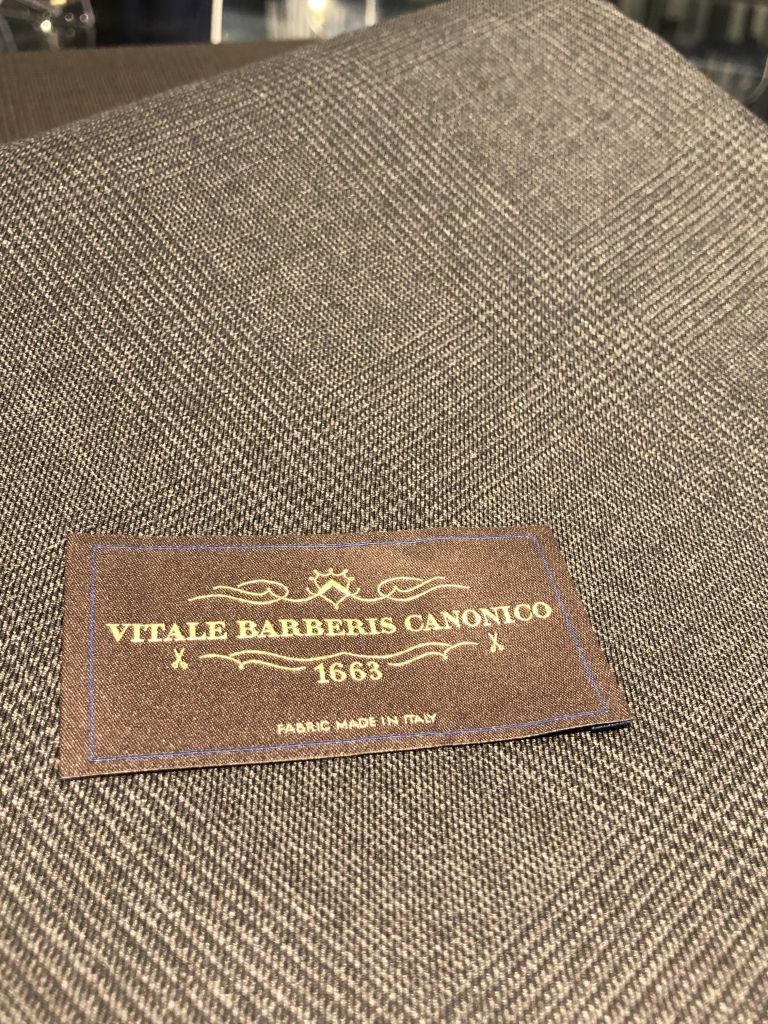 VITALE BARBERIS CANONICO
1663
FABRIC MADE IN ITALY